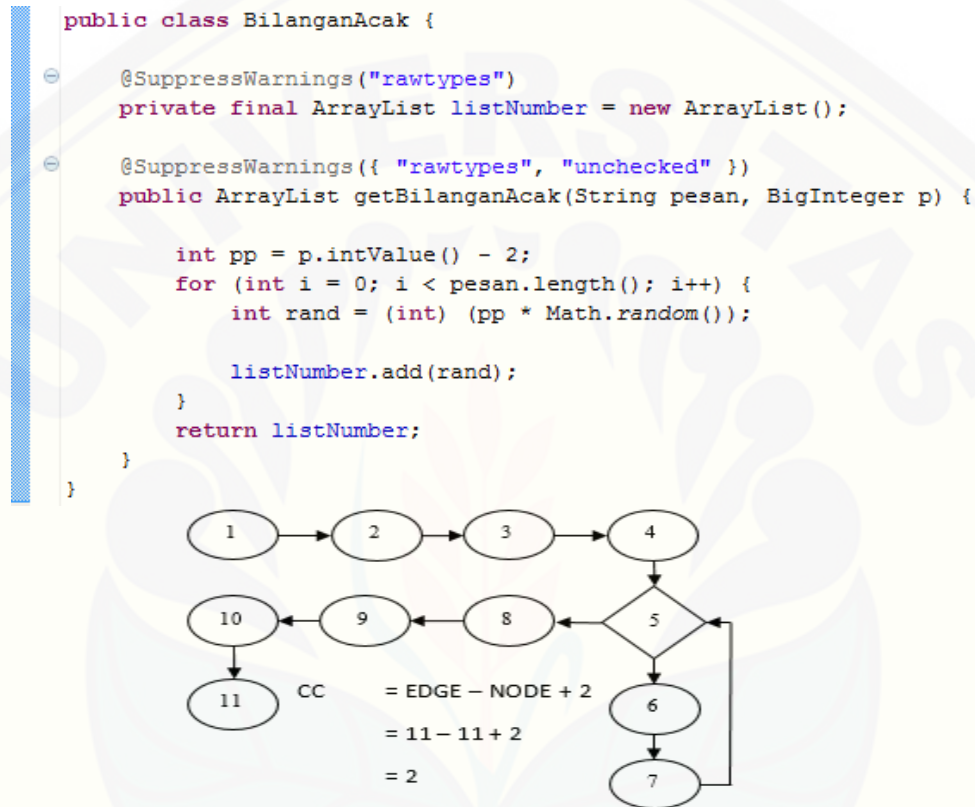 public class BilanganAcak {
@SuppressWarnings("rawtypes")
private final ArrayList listNumber = new ArrayList();
@SuppressWarnings({ "rawtypes", "unchecked" })
public ArrayList getBilanganAcak(String pesan, BigInteger p) {
int pp = p.intValue() - 2;
for (int i = 0; i < pesan.length(); i++) {
int rand = (int) (pp * Math.random());
listNumber.add(rand);
}
return listNumber;
}
}
1 2 3 4
10 9 8 5
11 CC = EDGE – NODE + 2 6
= 11 – 11 + 2
= 2 7
UNIVERSITAS